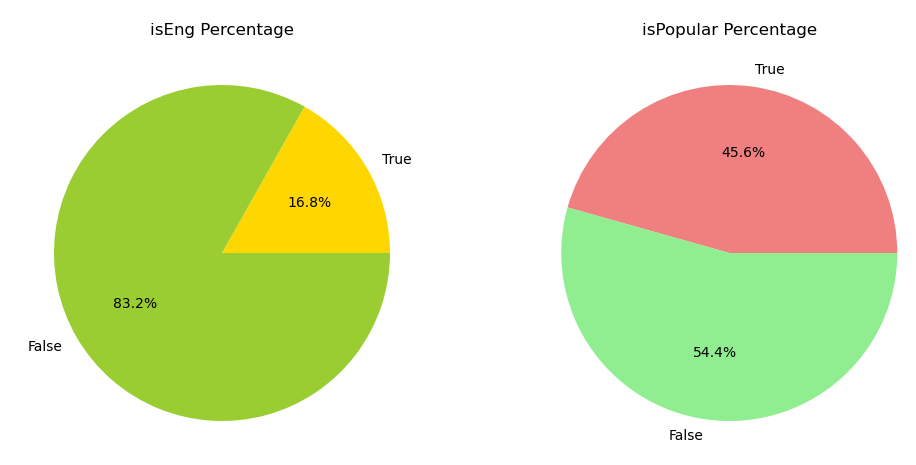 isEng Percentage
True
16.8%
83.2%
False
isPopular Percentage
True
45.6%
54.4%
False